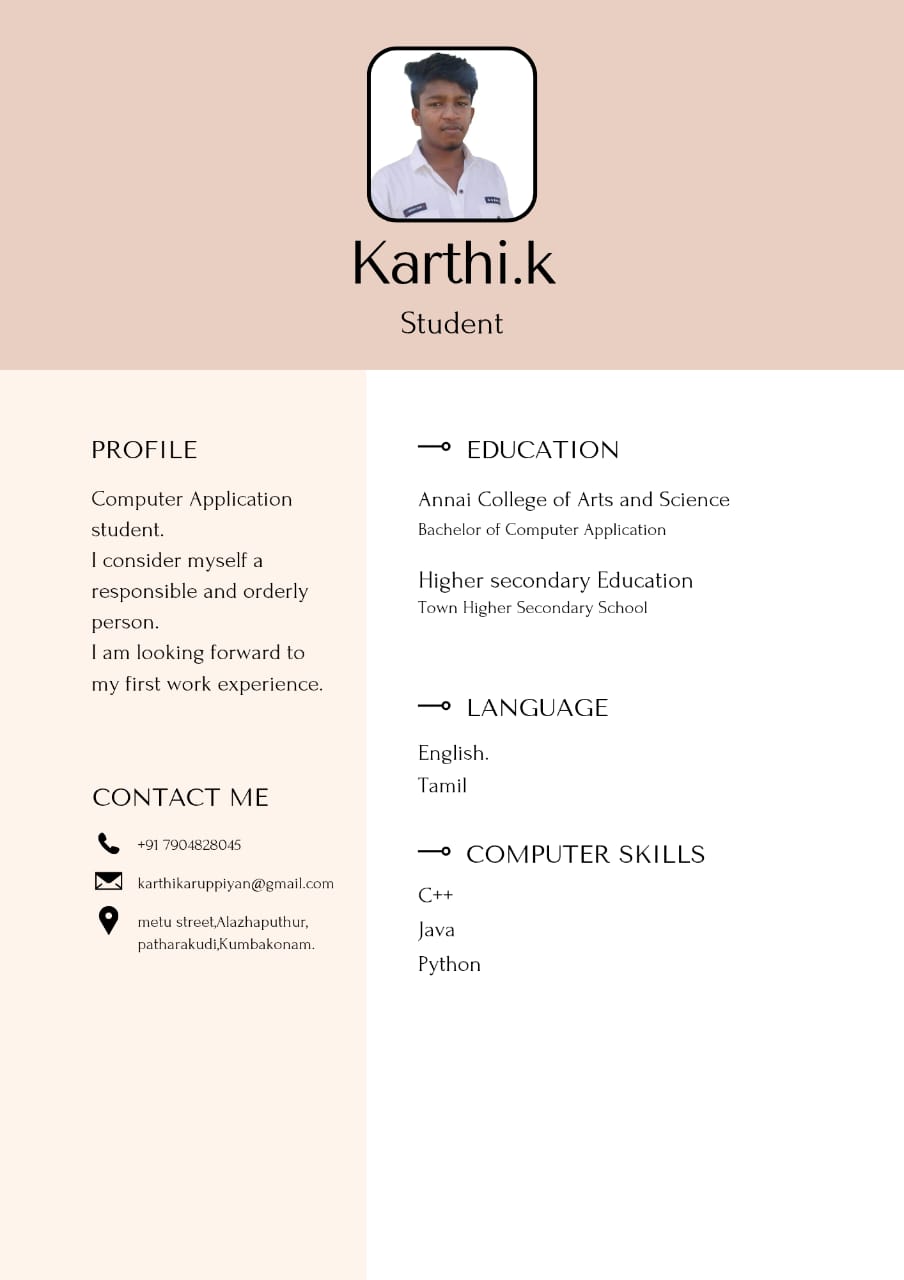 Karthi.k
Student
PROFILE
Computer Application
student.
I consider myself a
responsible and orderly
person.
I am looking forward to
my first work experience.
CONTACT ME
+91 7904828045
karthikaruppiyan@gmail.com
metu street,Alazhaputhur,
patharakudi,Kumbakonam.
EDUCATION
Annai College of Arts and Science
Bachelor of Computer Application
Higher secondary Education
Town Higher Secondary School
LANGUAGE
English.
Tamil
COMPUTER SKILLS
C++
Java
Python